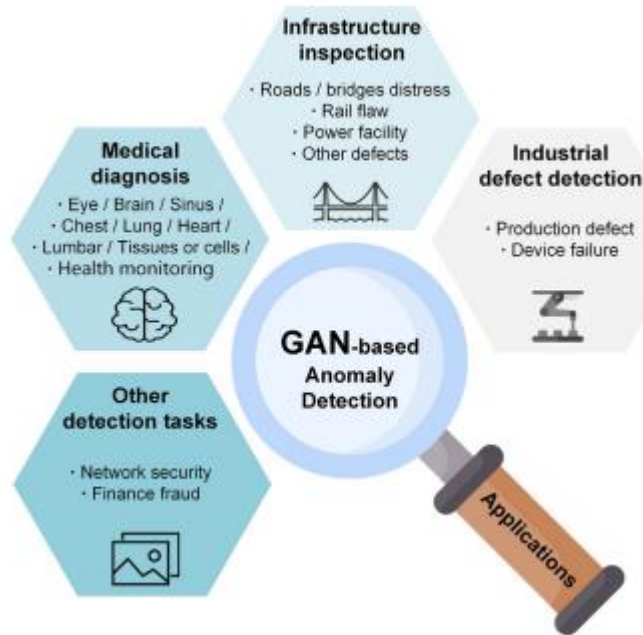 Infrastructure
inspection
· Roads / bridges distress
· Rail flaw
· Power facility
· Other defects
Medical
diagnosis
· Eye / Brain / Sinus /
· Chest / Lung / Heart /
· Lumbar / Tissues or cells /
· Health monitoring
Industrial
defect detection
· Production defect
· Device failure
GAN-based
Anomaly
Detection
Other
detection tasks
· Network security
· Finance fraud
Applications